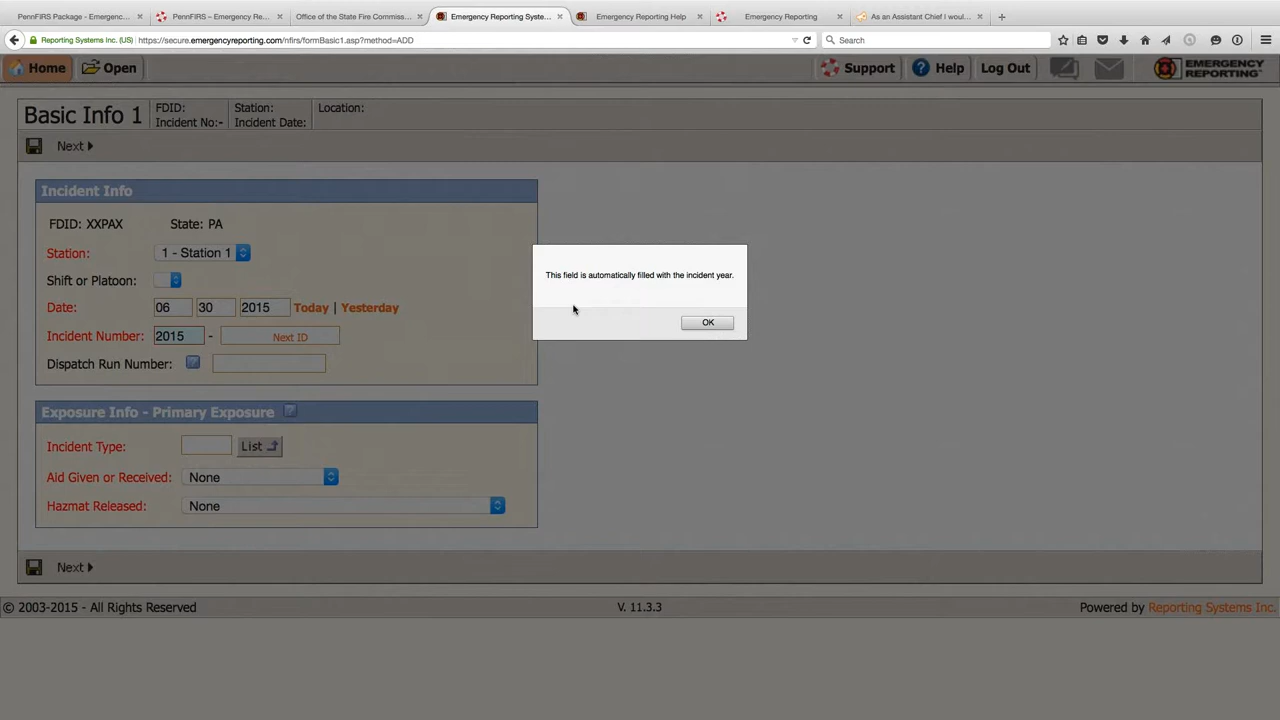 PennFIRS Package - Emergenc...
PennFIRS – Emergency Re...
Office of the State Fire Commiss...
Emergency Reporting Syste...
Emergency Reporting Help
Emergency Reporting
As an Assistant Chief I woul...
Reporting Systems Inc. (US)
https://secure.emergencyreporting.com/nfirs/formBasic1.asp?method=ADD
Search
Home
Open
Support
Help
Log Out
EMERGENCY
REPORTING
Basic Info 1
FDID:
Incident No:-
Station:
Incident Date:
Location:
Next
Incident Info
FDID: XXPAX
State: PA
Station:
1 - Station 1
Shift or Platoon:
Date:
06
30
2015
Today | Yesterday
Incident Number:
2015
-
Next ID
Dispatch Run Number:
?
This field is automatically filled with the incident year.
OK
Exposure Info - Primary Exposure
?
Incident Type:
List
Aid Given or Received:
None
Hazmat Released:
None
Next
© 2003-2015 - All Rights Reserved
V. 11.3.3
Powered by Reporting Systems Inc.